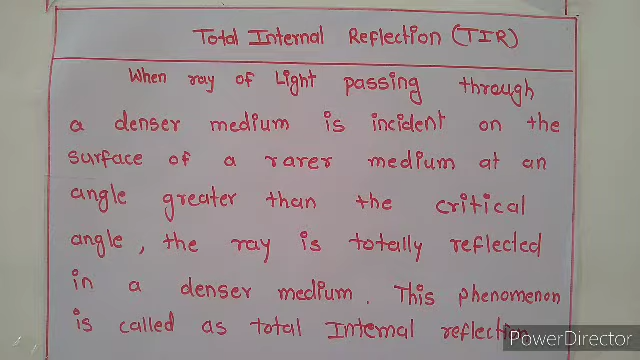 Total Internal Reflection (TIR)
When ray of Light passing through
a denser medium is incident on the
surface of a rarer medium at an
angle greater than the critical
angle, the ray is totally reflected
in a denser medium. This phenomenon
is called as total Internal reflection
PowerDirector